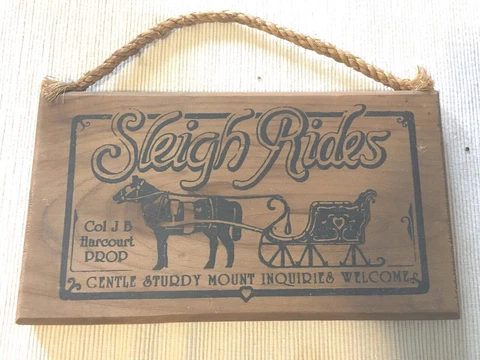 Sleigh Rides
Col J B
Harcourt
PROP
GENTLE STURDY MOUNT INQUIRIES WELCOME